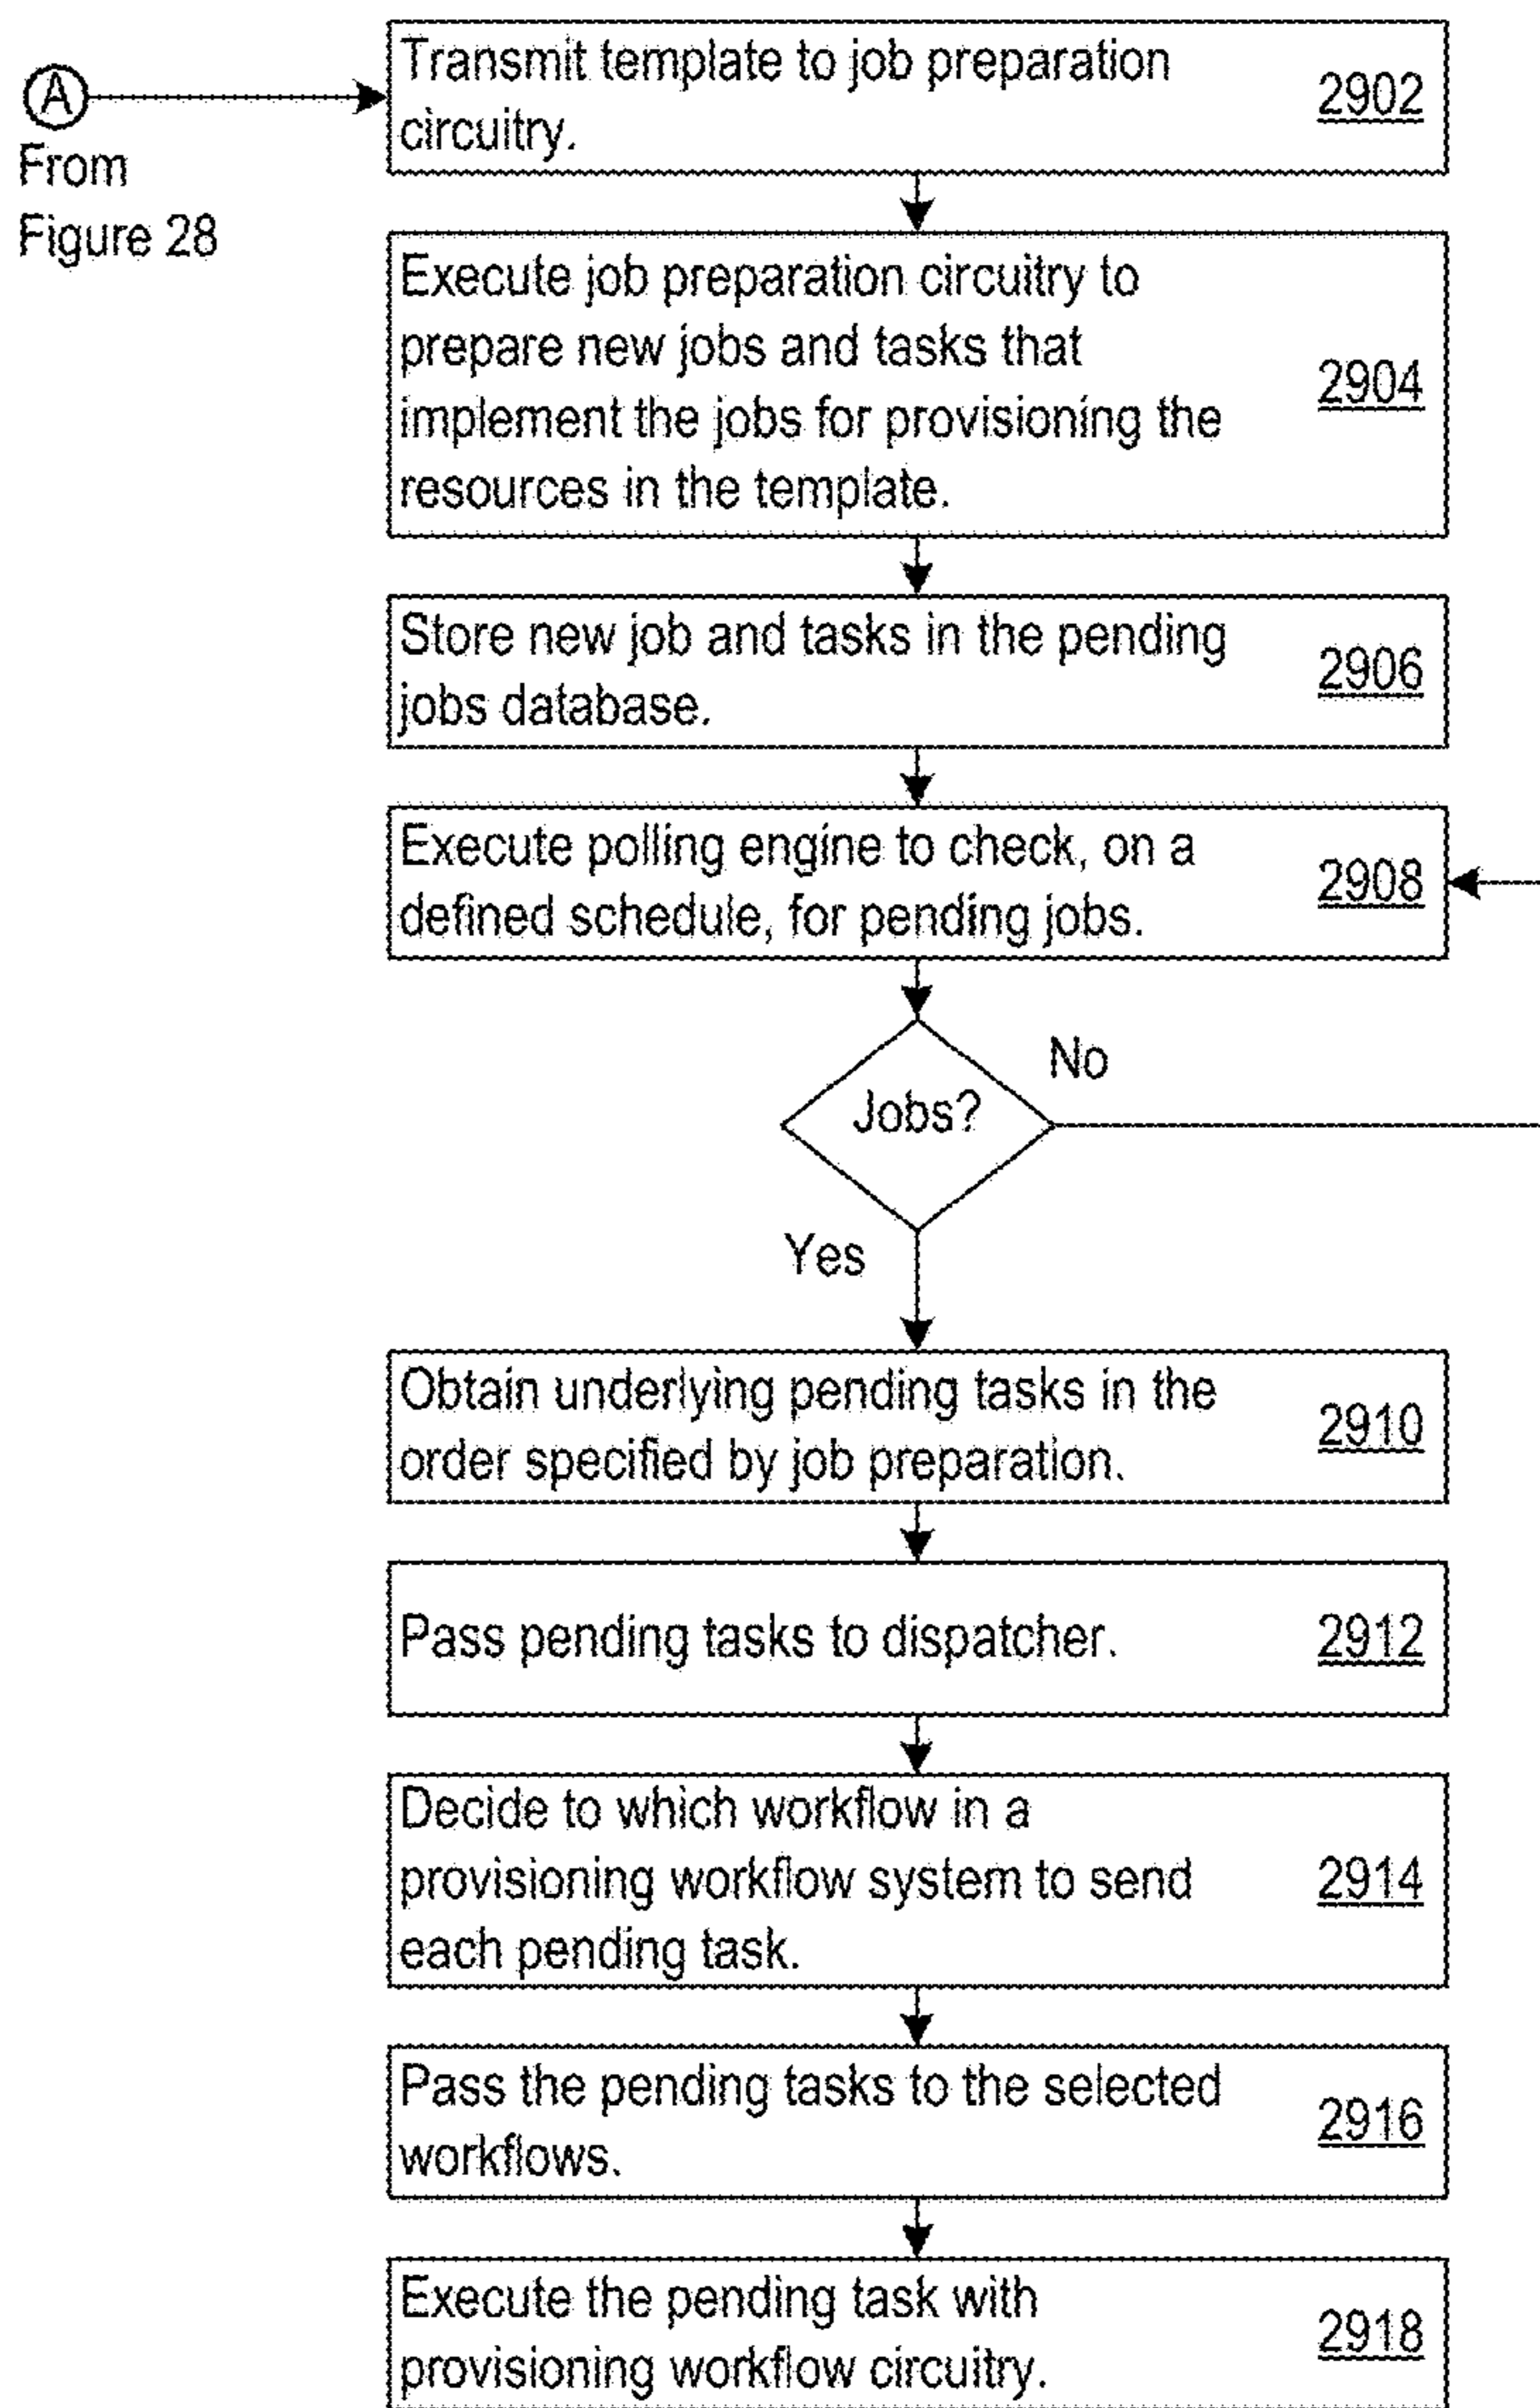 A
From
Figure 28
Transmit template to job preparation
circuitry.
2902
Execute job preparation circuitry to
prepare new jobs and tasks that
implement the jobs for provisioning the
resources in the template.
2904
Store new job and tasks in the pending
jobs database.
2906
Execute polling engine to check, on a
defined schedule, for pending jobs.
2908
Jobs?
No
Yes
Obtain underlying pending tasks in the
order specified by job preparation.
2910
Pass pending tasks to dispatcher.
2912
Decide to which workflow in a
provisioning workflow system to send
each pending task.
2914
Pass the pending tasks to the selected
workflows.
2916
Execute the pending task with
provisioning workflow circuitry.
2918